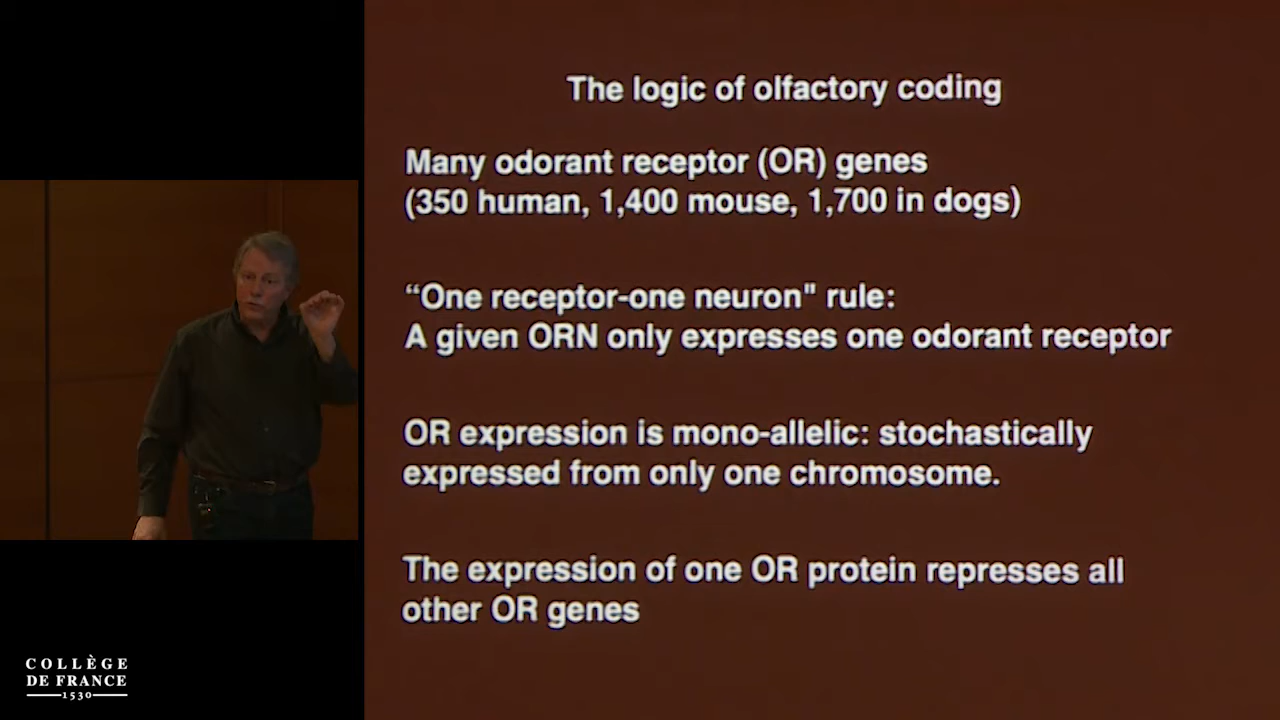 The logic of olfactory coding
Many odorant receptor (OR) genes
(350 human, 1,400 mouse, 1,700 in dogs)
“One receptor-one neuron" rule:
A given ORN only expresses one odorant receptor
OR expression is mono-allelic: stochastically
expressed from only one chromosome.
The expression of one OR protein represses all
other OR genes
COLLÈGE
DE FRANCE
1530